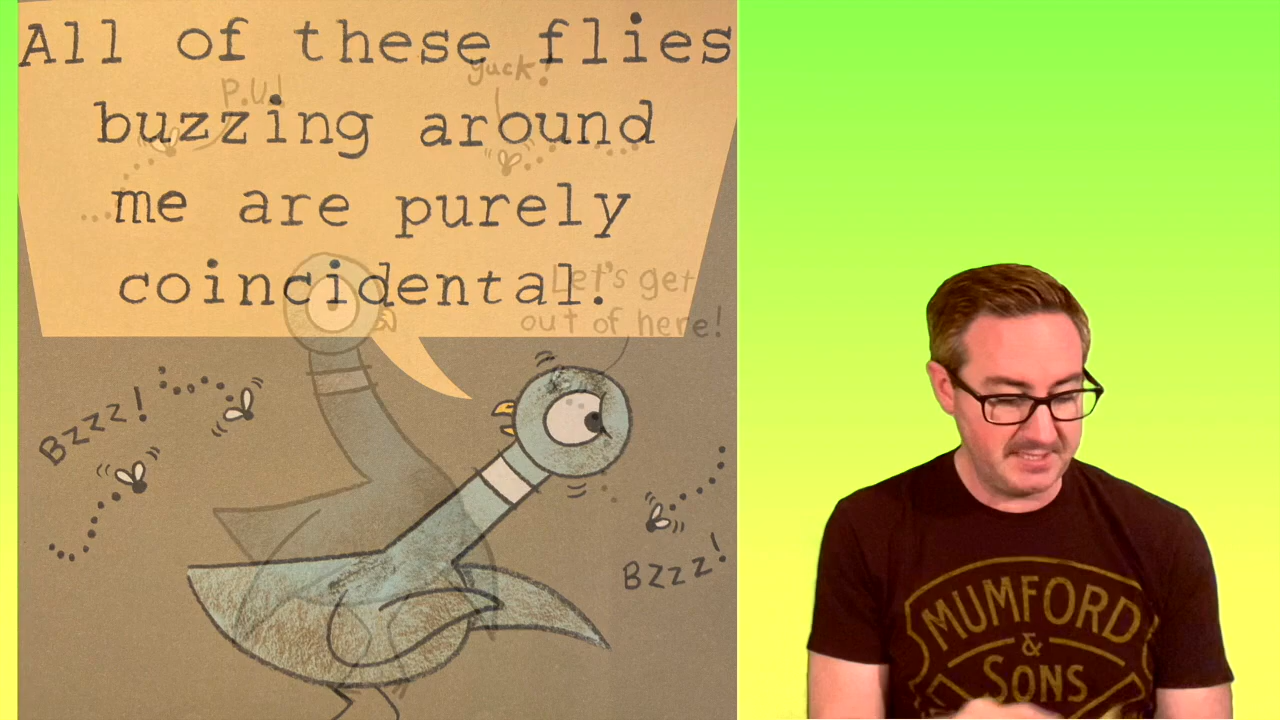 All of these flies
P.U.!
yuck!
buzzing around
me are purely
coincidental.
Let's get
out of here!
Bzzz!
Bzzz!
MUMFORD
&
SONS